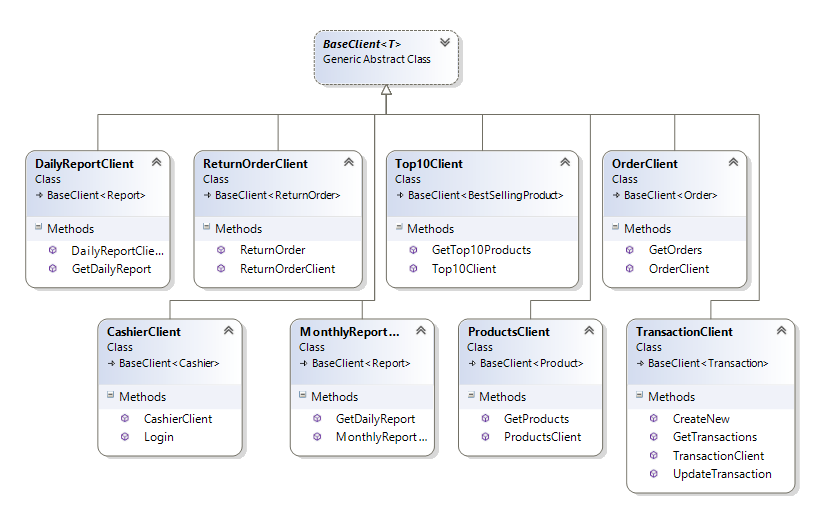 BaseClient<T>
Generic Abstract Class
DailyReportClient
Class
BaseClient<Report>
Methods
DailyReportClie...
GetDailyReport
ReturnOrderClient
Class
BaseClient<ReturnOrder>
Methods
ReturnOrder
ReturnOrderClient
Top10Client
Class
BaseClient<BestSellingProduct>
Methods
GetTop10Products
Top10Client
OrderClient
Class
BaseClient<Order>
Methods
GetOrders
OrderClient
CashierClient
Class
BaseClient<Cashier>
Methods
CashierClient
Login
MonthlyReport...
Class
BaseClient<Report>
Methods
GetDailyReport
MonthlyReport...
ProductsClient
Class
BaseClient<Product>
Methods
GetProducts
ProductsClient
TransactionClient
Class
BaseClient<Transaction>
Methods
CreateNew
GetTransactions
TransactionClient
UpdateTransaction